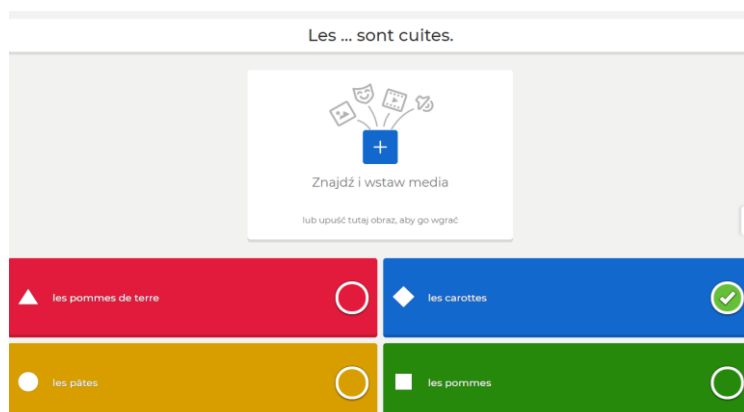 Les ... sont cuites.
Znajdź i wstaw media
lub upuść tutaj obraz, aby go wgrać
les pommes de terre
les carottes
les pâtes
les pommes